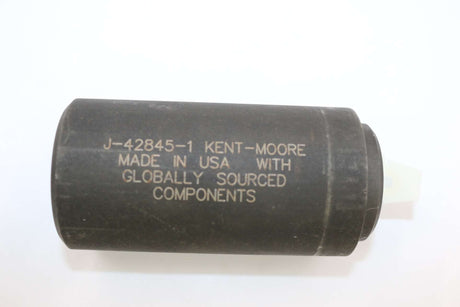 J-42845-1 KENT-MOORE
MADE IN USA WITH
GLOBALLY SOURCED
COMPONENTS